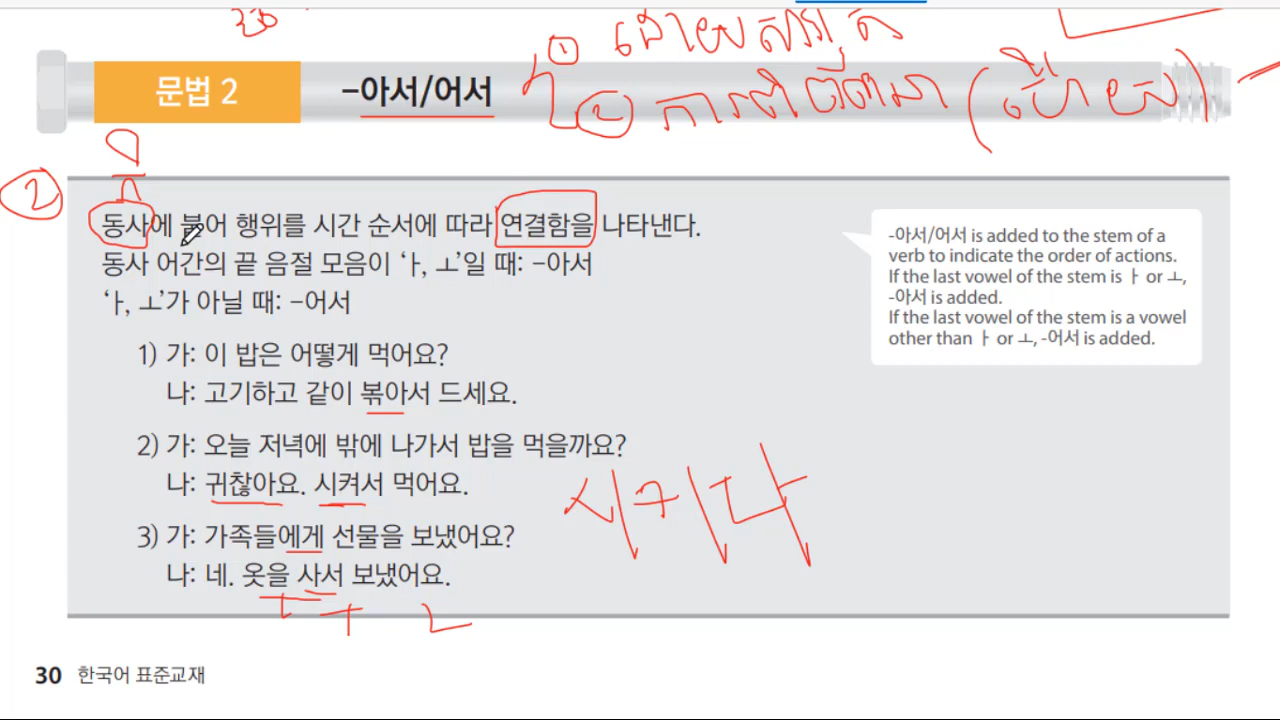 ① ដោយសារ
문법 2
-아서/어서
②
②
동사에 붙어 행위를 시간 순서에 따라 연결함을 나타낸다.
동사 어간의 끝 음절 모음이 ‘ㅏ, ㅗ’일 때: -아서
‘ㅏ, ㅗ’가 아닐 때: -어서
-아서/어서 is added to the stem of a
verb to indicate the order of actions.
If the last vowel of the stem is ㅏ or ㅗ,
-아서 is added.
If the last vowel of the stem is a vowel
other than ㅏ or ㅗ, -어서 is added.
1) 가: 이 밥은 어떻게 먹어요?
나: 고기하고 같이 볶아서 드세요.
2) 가: 오늘 저녁에 밖에 나가서 밥을 먹을까요?
나: 귀찮아요. 시켜서 먹어요.
시키다
3) 가: 가족들에게 선물을 보냈어요?
나: 네. 옷을 사서 보냈어요.
30 한국어 표준교재